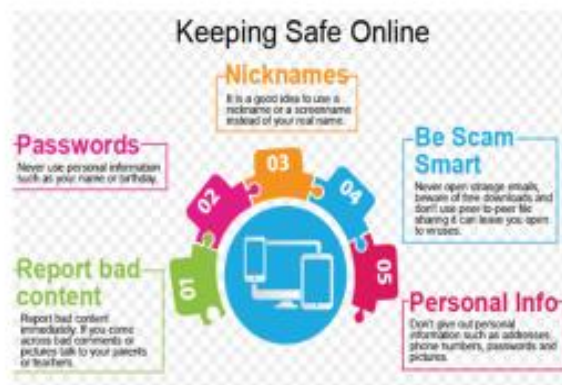 Keeping Safe Online
01
Report bad
content
Report bad content
immediately. If you come
across bad comments or
pictures talk to your parents
or teachers.
02
Passwords
Never use personal information
such as your name or birthday.
03
Nicknames
It is a good idea to use a
nickname or a screenname
instead of your real name.
04
Be Scam
Smart
Never open strange emails,
beware of free downloads and
don't use peer-to-peer file
sharing it can leave you open
to viruses.
05
Personal Info
Don't give out personal
information such as addresses,
phone numbers, passwords and
pictures.